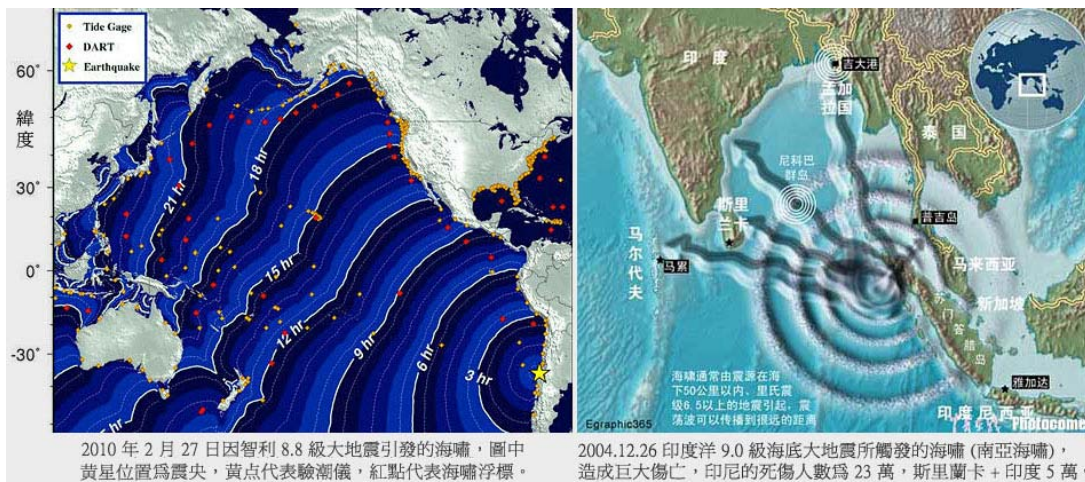 Tide Gage
DART
Earthquake
緯度
60°
30°
0°
-30°
21 hr
18 hr
15 hr
12 hr
9 hr
6 hr
3 hr
2010 年 2 月 27 日因智利 8.8 級大地震引發的海嘯，圖中
黄星位置爲震央，黄点代表驗潮儀，紅點代表海嘯浮標。
印度
吉大港
孟加
拉国
泰国
尼科巴
群岛
斯里
兰卡
普吉岛
马尔代夫
马累
马来西亚
新加坡
苏门答腊岛
雅加达
印度尼西亚
海啸通常由震源在海
下50公里以内、里氏震
级6.5以上的地震引起，震
荡波可以传播到很远的距离
Egraphic365
Photocome
2004.12.26 印度洋 9.0 級海底大地震所觸發的海嘯 (南亞海嘯)，
造成巨大傷亡，印尼的死傷人數爲 23 萬，斯里蘭卡 + 印度 5 萬。